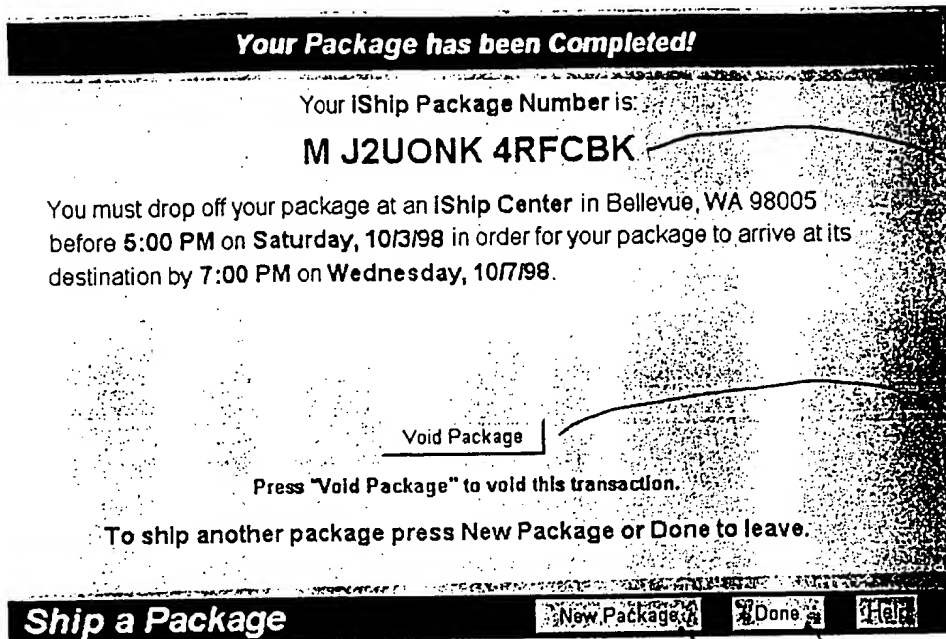 Your Package has been Completed!
Your iShip Package Number is:
M J2UONK 4RFCBK
You must drop off your package at an iShip Center in Bellevue, WA 98005
before 5:00 PM on Saturday, 10/3/98 in order for your package to arrive at its
destination by 7:00 PM on Wednesday, 10/7/98.
Void Package
Press "Void Package" to void this transaction.
To ship another package press New Package or Done to leave.
Ship a Package New Package Done Help